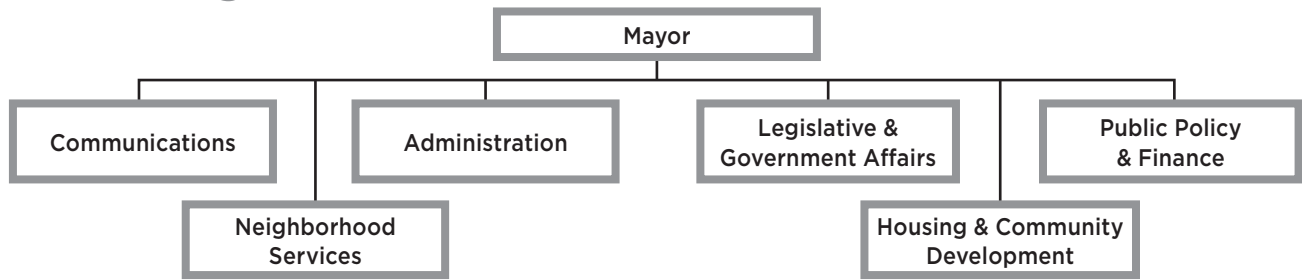 Mayor
Communications
Administration
Legislative &
Government Affairs
Public Policy
& Finance
Neighborhood
Services
Housing & Community
Development